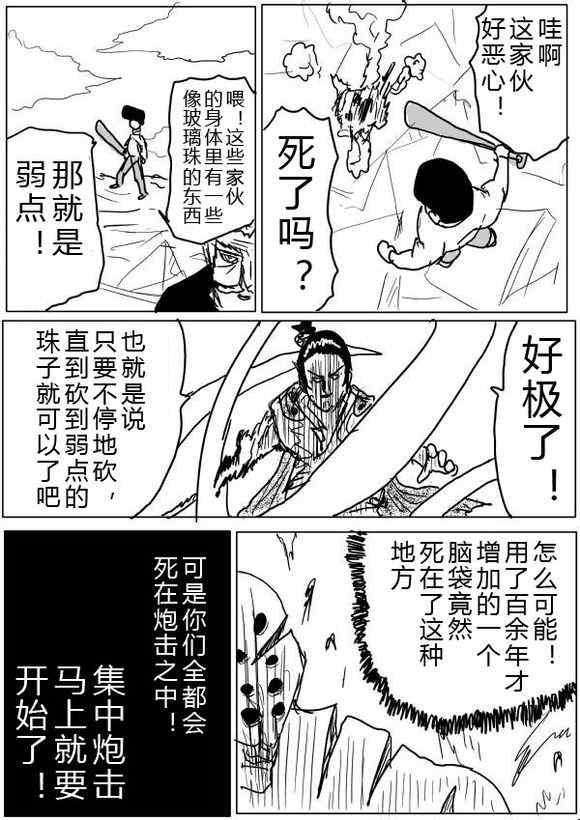 哇啊
这家伙
好恶心！
死了吗？
喂！这些家伙
的身体里有一些
像玻璃珠的东西
那就是
弱点！
好极了！
也就是说
只要不停地砍，
直到砍到弱点的
珠子就可以了吧
怎么可能！
用了百余年才
增加的一个
脑袋竟然
死在了这种
地方
可是你们全都会
死在炮击之中！
集中炮击
马上就要
开始了！